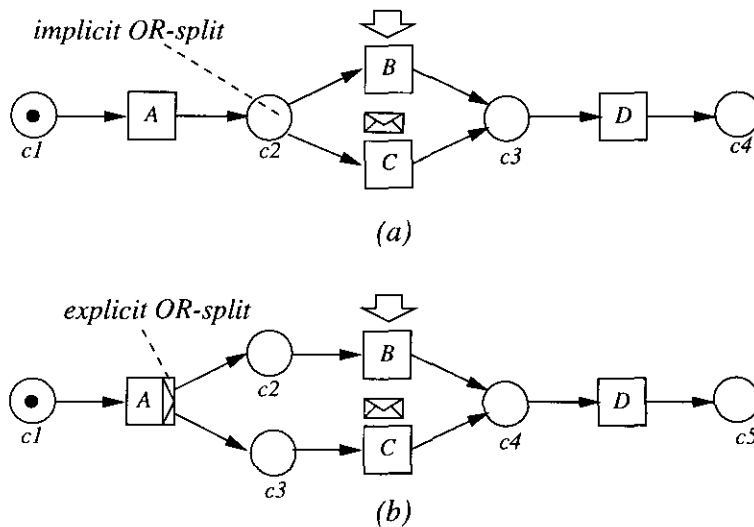 implicit OR-split
B
A
D
c1
c2
C
c3
c4
(a)
explicit OR-split
B
c2
A
D
c1
c4
c5
C
c3
(b)